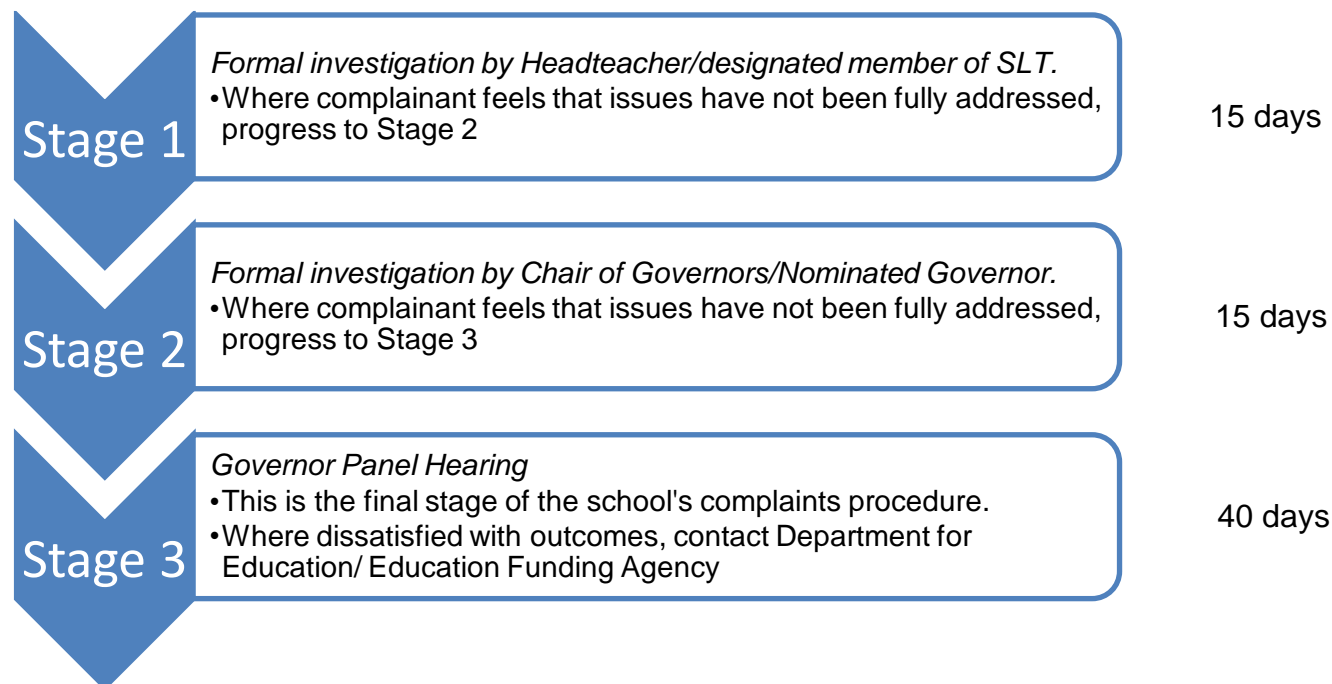 Stage 1
Formal investigation by Headteacher/designated member of SLT.
•Where complainant feels that issues have not been fully addressed,
progress to Stage 2
15 days
Stage 2
Formal investigation by Chair of Governors/Nominated Governor.
•Where complainant feels that issues have not been fully addressed,
progress to Stage 3
15 days
Stage 3
Governor Panel Hearing
•This is the final stage of the school's complaints procedure.
•Where dissatisfied with outcomes, contact Department for
Education/ Education Funding Agency
40 days